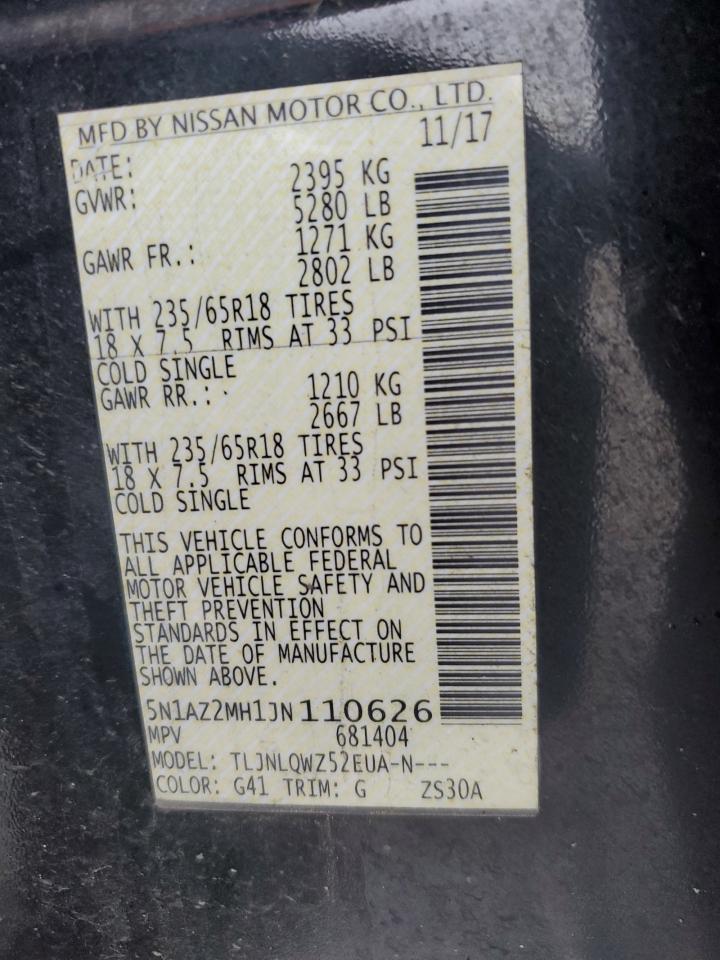 MFD BY NISSAN MOTOR CO., LTD.
DATE: 11/17
GVWR: 2395 KG
5280 LB
GAWR FR.: 1271 KG
2802 LB
WITH 235/65R18 TIRES
18 X 7.5 RIMS AT 33 PSI
COLD SINGLE
GAWR RR.: 1210 KG
2667 LB
WITH 235/65R18 TIRES
18 X 7.5 RIMS AT 33 PSI
COLD SINGLE
THIS VEHICLE CONFORMS TO
ALL APPLICABLE FEDERAL
MOTOR VEHICLE SAFETY AND
THEFT PREVENTION
STANDARDS IN EFFECT ON
THE DATE OF MANUFACTURE
SHOWN ABOVE.
5N1AZ2MH1JN110626
MPV 681404
MODEL: TLJNLQWZ52EUA-N---
COLOR: G41 TRIM: G ZS30A